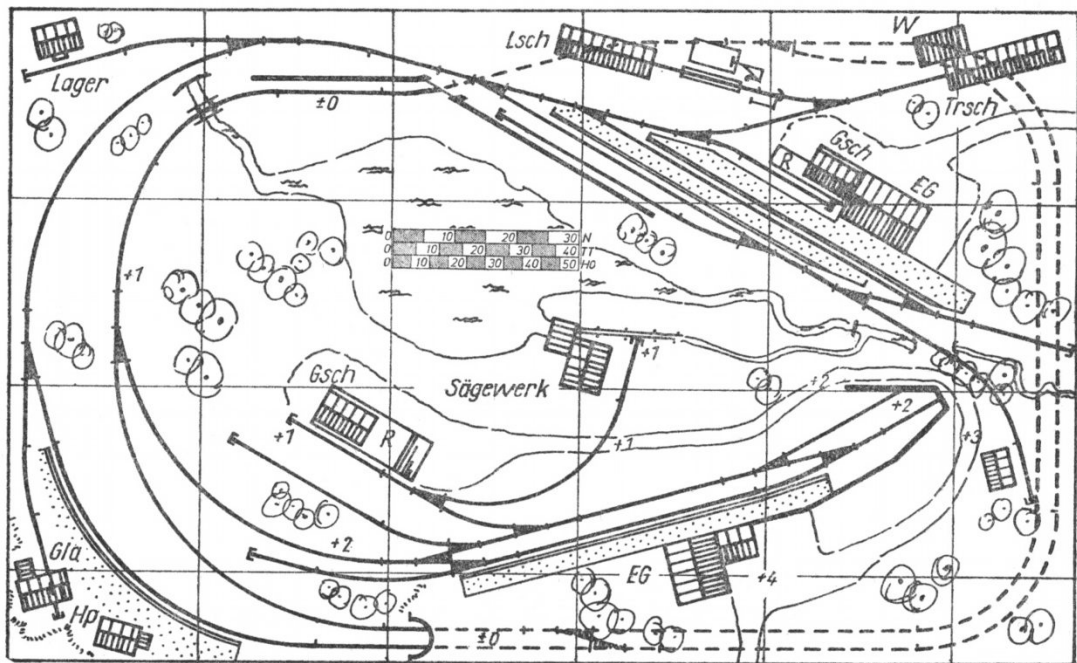 Lager
±0
Lsch
W
Trsch
Gsch
R
EG
0 10 20 30 N
0 10 20 30 40 TT
0 10 20 30 40 50 H0
+1
Sägewerk
+1
Gsch
R
+1
+1
+2
+2
+3
+2
Gla
Hp
EG
+4
±0